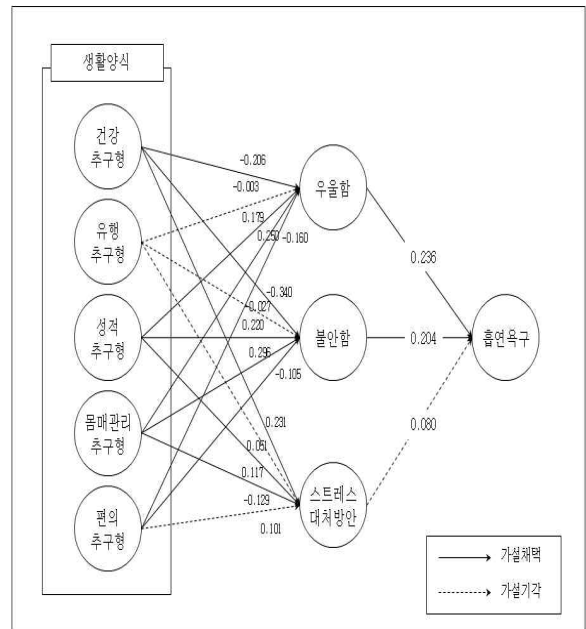 생활양식
건강
추구형
유행
추구형
성적
추구형
몸매관리
추구형
편의
추구형
-0.206
-0.003
0.179
0.250
-0.160
-0.340
-0.027
0.220
0.296
-0.105
0.231
0.051
0.117
-0.129
0.101
우울함
불안함
스트레스
대처방안
0.236
0.204
0.080
흡연욕구
가설채택
가설기각